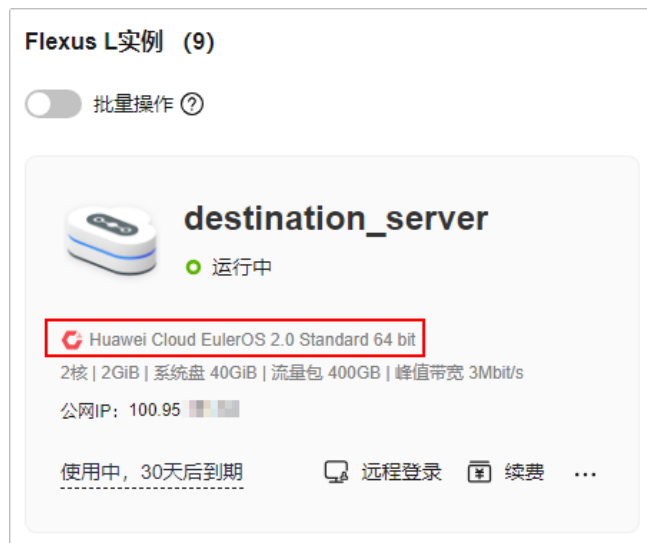 Flexus L实例 (9)
批量操作 ?
destination_server
运行中
Huawei Cloud EulerOS 2.0 Standard 64 bit
2核 | 2GiB | 系统盘 40GiB | 流量包 400GB | 峰值带宽 3Mbit/s
公网IP: 100.95
使用中，30天后到期 远程登录 续费 ...